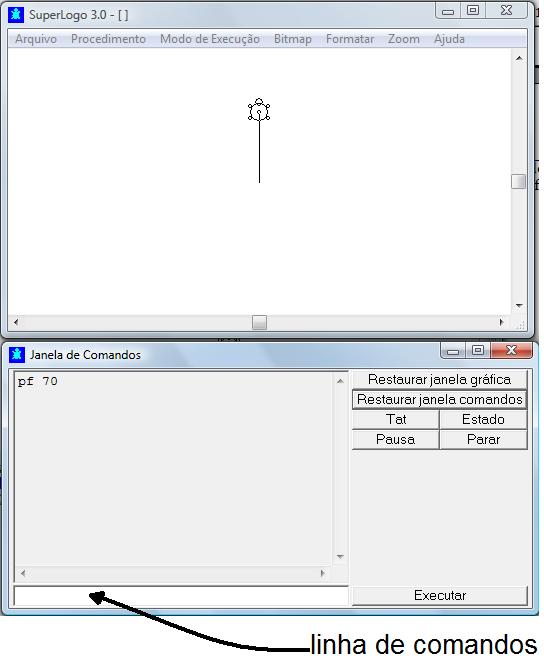 SuperLogo 3.0 - [ ]
Arquivo Procedimento Modo de Execução Bitmap Formatar Zoom Ajuda
Janela de Comandos
pf 70
Restaurar janela gráfica
Restaurar janela comandos
Tat Estado
Pausa Parar
Executar
linha de comandos